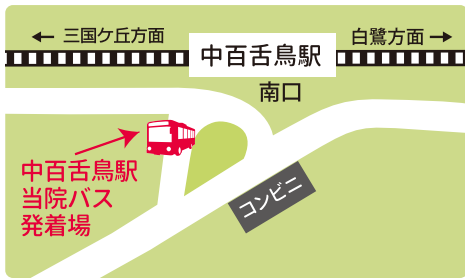 ← 三国ケ丘方面
中百舌鳥駅
白鷺方面 →
南口
中百舌鳥駅
当院バス
発着場
コンビニ